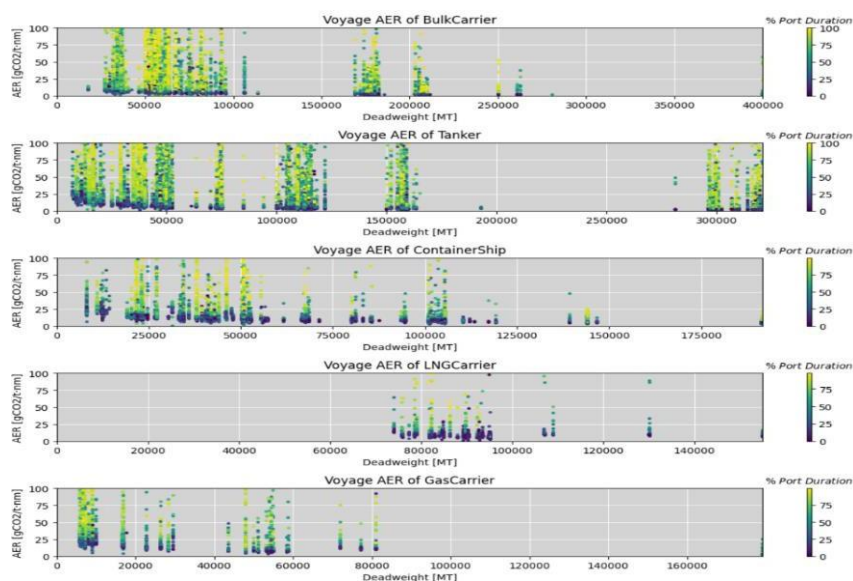 Voyage AER of BulkCarrier
% Port Duration
AER [gCO2/t·nm]
100
75
50
25
0
0 50000 100000 150000 200000 250000 300000 350000 400000
Deadweight [MT]
100
75
50
25
0
Voyage AER of Tanker
% Port Duration
AER [gCO2/t·nm]
100
75
50
25
0
0 50000 100000 150000 200000 250000 300000
Deadweight [MT]
100
75
50
25
0
Voyage AER of ContainerShip
% Port Duration
AER [gCO2/t·nm]
100
75
50
25
0
0 25000 50000 75000 100000 125000 150000 175000
Deadweight [MT]
75
50
25
0
Voyage AER of LNGCarrier
% Port Duration
AER [gCO2/t·nm]
100
75
50
25
0
0 20000 40000 60000 80000 100000 120000 140000
Deadweight [MT]
75
50
25
0
Voyage AER of GasCarrier
% Port Duration
AER [gCO2/t·nm]
100
75
50
25
0
0 20000 40000 60000 80000 100000 120000 140000 160000
Deadweight [MT]
75
50
25
0